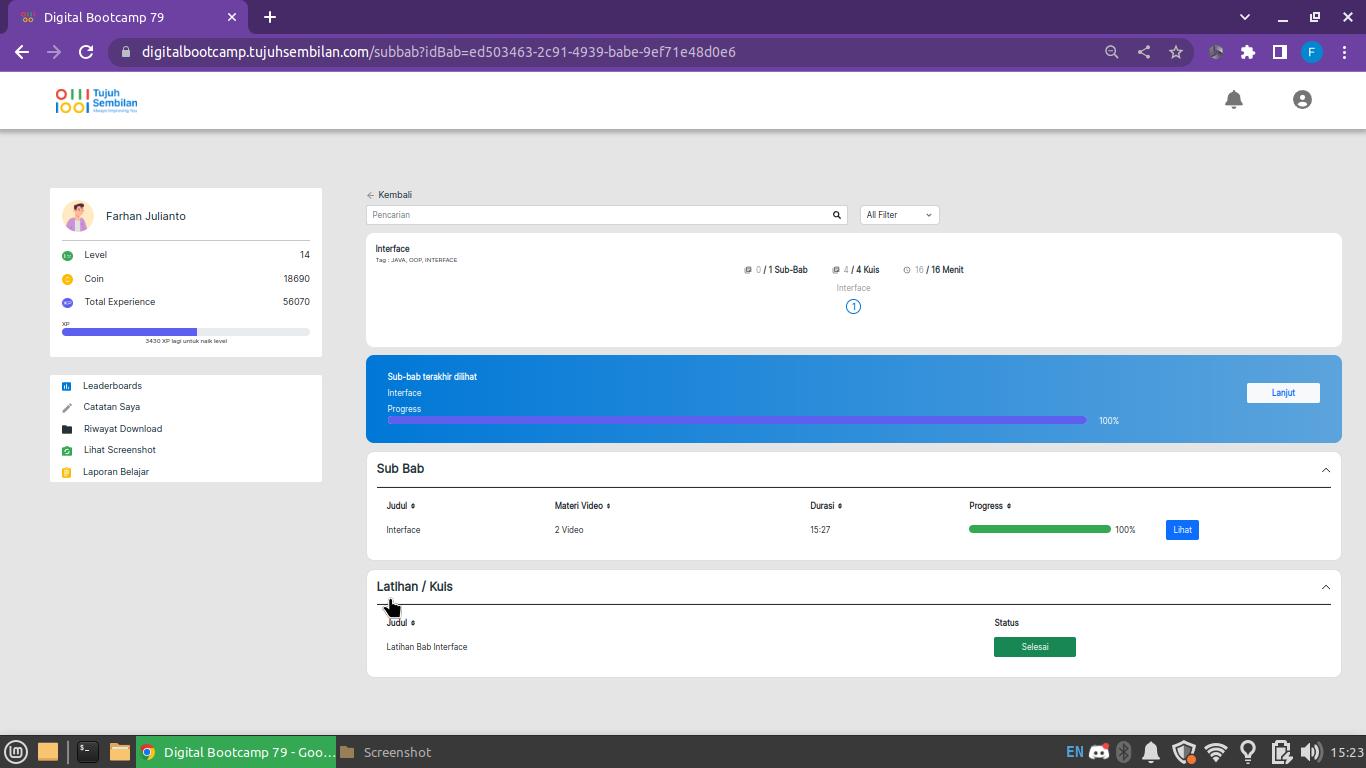 Digital Bootcamp 79
digitalbootcamp.tujuhsembilan.com/subbab?idBab=ed503463-2c91-4939-babe-9ef71e48d0e6
F
Tujuh
Sembilan
Farhan Julianto
Level 14
Coin 18690
Total Experience 56070
XP
3430 XP lagi untuk naik level
Leaderboards
Catatan Saya
Riwayat Download
Lihat Screenshot
Laporan Belajar
Kembali
Pencarian
All Filter
Interface
Tag : JAVA, OOP, INTERFACE
0 / 1 Sub-Bab 4 / 4 Kuis 16 / 16 Menit
Interface
1
Sub-bab terakhir dilihat
Interface
Lanjut
Progress
100%
Sub Bab
Judul Materi Video Durasi Progress
Interface 2 Video 15:27 100% Lihat
Latihan / Kuis
Judul Status
Latihan Bab Interface Selesai
Digital Bootcamp 79 - Goo...
Screenshot
EN
15:23